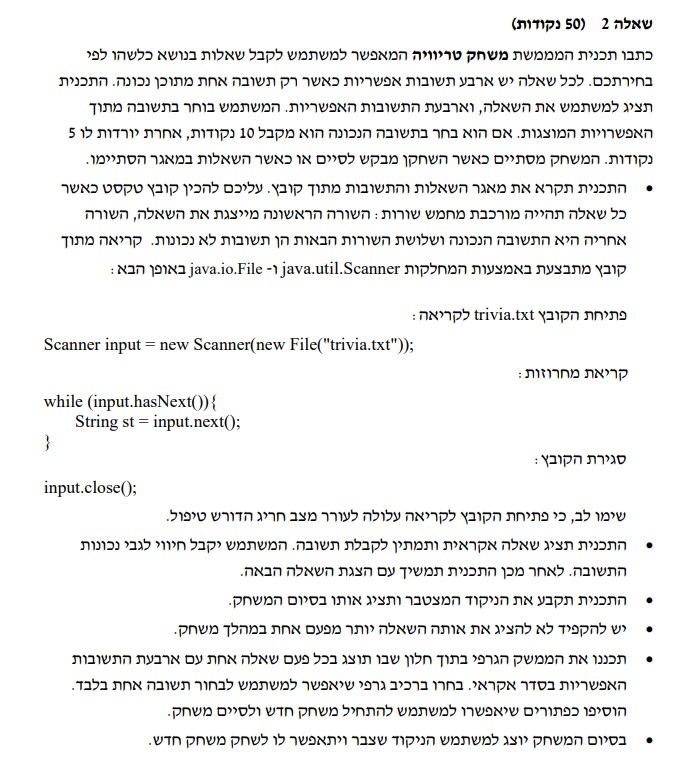 שאלה 2 (50 נקודות)
כתבו תכנית המממשת משחק טריוויה המאפשר למשתמש לקבל שאלות בנושא כלשהו לפי
בחירתכם. לכל שאלה יש ארבע תשובות אפשריות כאשר רק תשובה אחת מתוכן נכונה. התכנית
תציג למשתמש את השאלה, וארבעת התשובות האפשריות. המשתמש בוחר בתשובה מתוך
האפשרויות המוצגות. אם הוא בחר בתשובה הנכונה הוא מקבל 10 נקודות, אחרת יורדות לו 5
נקודות. המשחק מסתיים כאשר השחקן מבקש לסיים או כאשר השאלות במאגר הסתיימו.
• התכנית תקרא את מאגר השאלות והתשובות מתוך קובץ. עליכם להכין קובץ טקסט כאשר
כל שאלה תהייה מורכבת מחמש שורות: השורה הראשונה מייצגת את השאלה, השורה
אחריה היא התשובה הנכונה ושלושת השורות הבאות הן תשובות לא נכונות. קריאה מתוך
קובץ מתבצעת באמצעות המחלקות java.util.Scanner ו- java.io.File באופן הבא:
פתיחת הקובץ trivia.txt לקריאה:
Scanner input = new Scanner(new File("trivia.txt"));
קריאת מחרוזות:
while (input.hasNext()){
String st = input.next();
}
סגירת הקובץ:
input.close();
שימו לב, כי פתיחת הקובץ לקריאה עלולה לעורר מצב חריג הדורש טיפול.
• התכנית תציג שאלה אקראית ותמתין לקבלת תשובה. המשתמש יקבל חיווי לגבי נכונות
התשובה. לאחר מכן התכנית תמשיך עם הצגת השאלה הבאה.
• התכנית תקבע את הניקוד המצטבר ותציג אותו בסיום המשחק.
• יש להקפיד לא להציג את אותה השאלה יותר מפעם אחת במהלך משחק.
• תכננו את הממשק הגרפי בתוך חלון שבו תוצג בכל פעם שאלה אחת עם ארבעת התשובות
האפשריות בסדר אקראי. בחרו ברכיב גרפי שיאפשר למשתמש לבחור תשובה אחת בלבד.
הוסיפו כפתורים שיאפשרו למשתמש להתחיל משחק חדש ולסיים משחק.
• בסיום המשחק יוצג למשתמש הניקוד שצבר ויתאפשר לו לשחק משחק חדש.